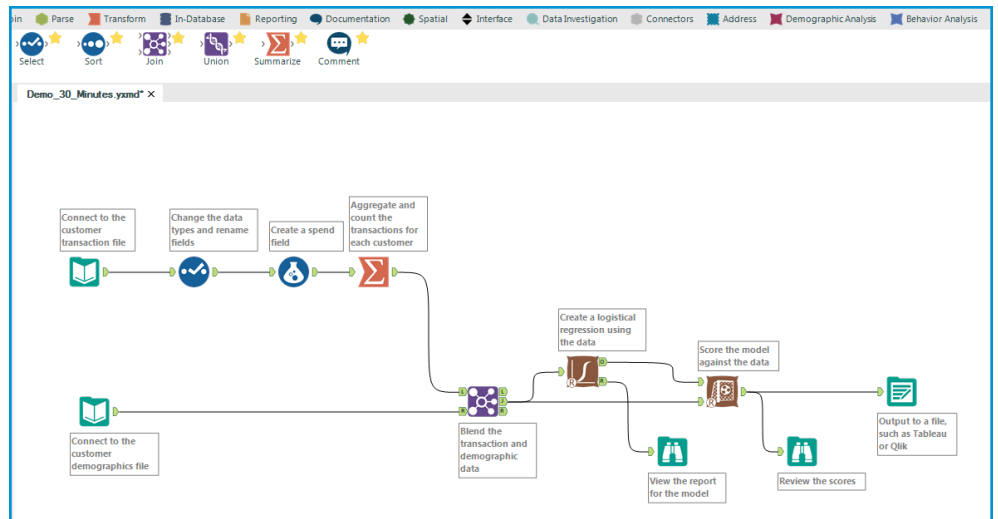 oin Parse Transform In-Database Reporting Documentation Spatial Interface Data Investigation Connectors Address Demographic Analysis Behavior Analysis
Select Sort Join Union Summarize Comment
Demo_30_Minutes.yxmd* ×
Connect to the
customer
transaction file
Change the data
types and rename
fields
Create a spend
field
Aggregate and
count the
transactions for
each customer
Create a logistical
regression using
the data
Score the model
against the data
L L
J
R R
O
R
R
R
Connect to the
customer
demographics file
Blend the
transaction and
demographic
data
View the report
for the model
Review the scores
Output to a file,
such as Tableau
or Qlik